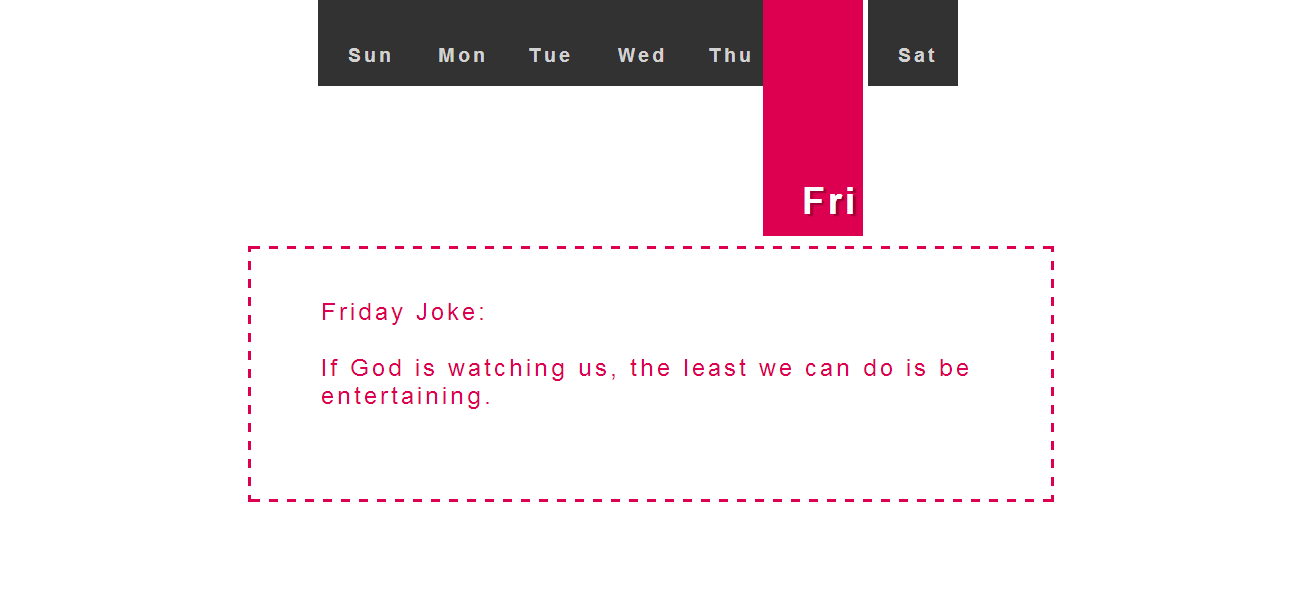 Sun Mon Tue Wed Thu Sat
Fri
Friday Joke:
If God is watching us, the least we can do is be
entertaining.